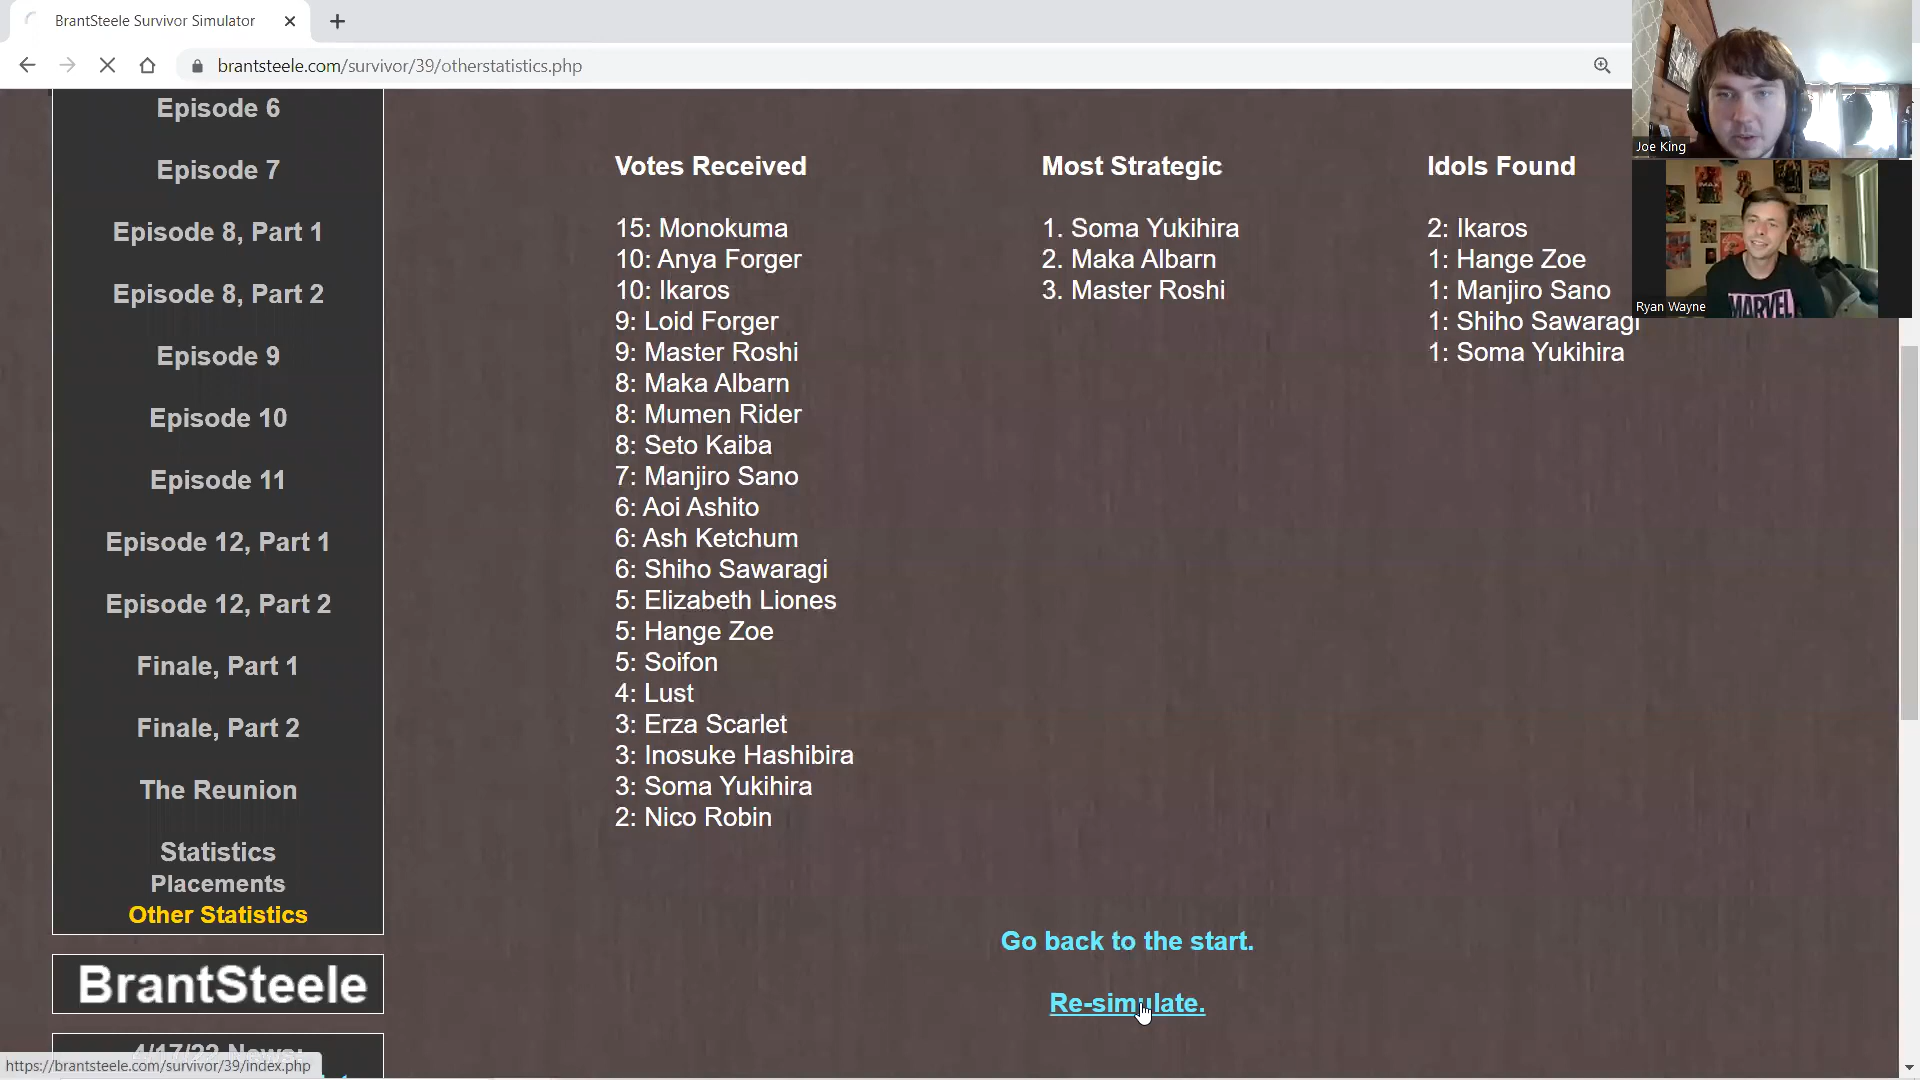 BrantSteele Survivor Simulator
brantsteele.com/survivor/39/otherstatistics.php
Episode 6
Episode 7
Episode 8, Part 1
Episode 8, Part 2
Episode 9
Episode 10
Episode 11
Episode 12, Part 1
Episode 12, Part 2
Finale, Part 1
Finale, Part 2
The Reunion
Statistics
Placements
Other Statistics
BrantSteele
4/17/22 News:
https://brantsteele.com/survivor/39/index.php
Votes Received
15: Monokuma
10: Anya Forger
10: Ikaros
9: Loid Forger
9: Master Roshi
8: Maka Albarn
8: Mumen Rider
8: Seto Kaiba
7: Manjiro Sano
6: Aoi Ashito
6: Ash Ketchum
6: Shiho Sawaragi
5: Elizabeth Liones
5: Hange Zoe
5: Soifon
4: Lust
3: Erza Scarlet
3: Inosuke Hashibira
3: Soma Yukihira
2: Nico Robin
Most Strategic
1. Soma Yukihira
2. Maka Albarn
3. Master Roshi
Idols Found
2: Ikaros
1: Hange Zoe
1: Manjiro Sano
1: Shiho Sawaragi
1: Soma Yukihira
Go back to the start.
Re-simulate.
Joe King
Ryan Wayne
MARVEL